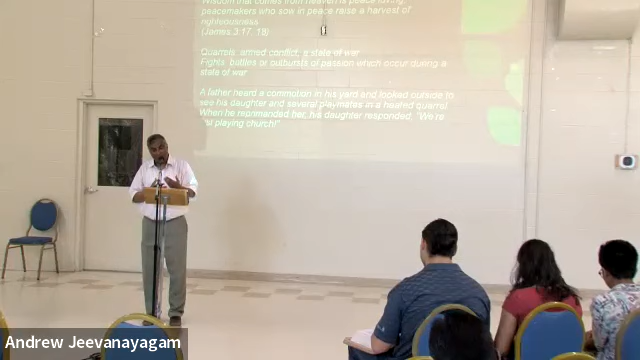 Wisdom that comes from heaven is peace loving,
peacemakers who sow in peace raise a harvest of
righteousness
(James 3:17, 18)
Quarrels, armed conflict, a state of war
Fights, battles or outbursts of passion which occur during a
state of war
A father heard a commotion in his yard and looked outside to
see his daughter and several playmates in a heated quarrel.
When he reprimanded her, his daughter responded, "We're
just playing church!"
Andrew Jeevanayagam